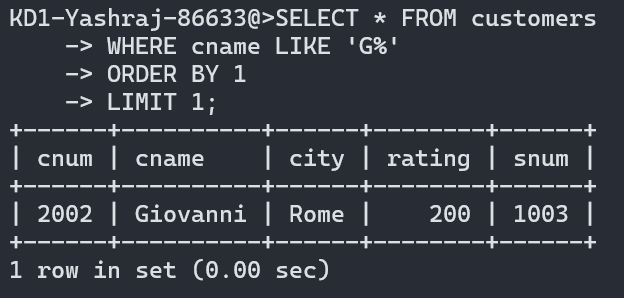 KD1-Yashraj-86633@>SELECT * FROM customers
    -> WHERE cname LIKE 'G%'
    -> ORDER BY 1
    -> LIMIT 1;
+------+----------+------+--------+------+
| cnum | cname    | city | rating | snum |
+------+----------+------+--------+------+
| 2002 | Giovanni | Rome |    200 | 1003 |
+------+----------+------+--------+------+
1 row in set (0.00 sec)